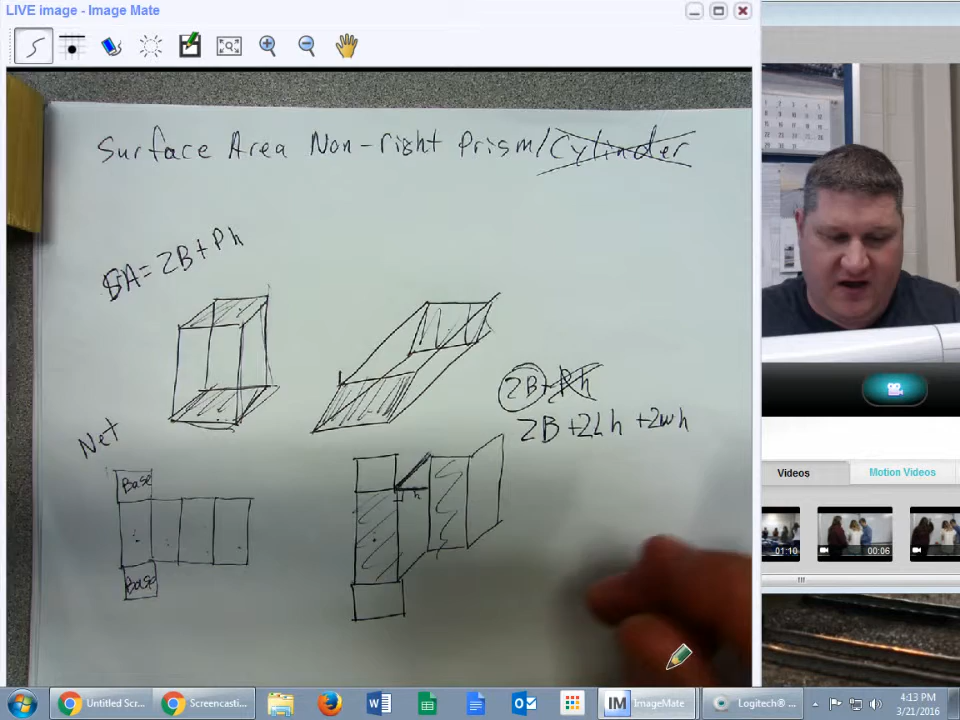 LIVE image - Image Mate
Surface Area Non-right Prism/Cylinder
SA=2B+Ph
2B+Ph
2B+2Lh+2wh
Net
Base
h
Base
Videos
Motion Videos
01:10
00:06
Untitled Scr...
Screencasti...
ImageMate
Logitech® ...
4:13 PM
3/21/2016